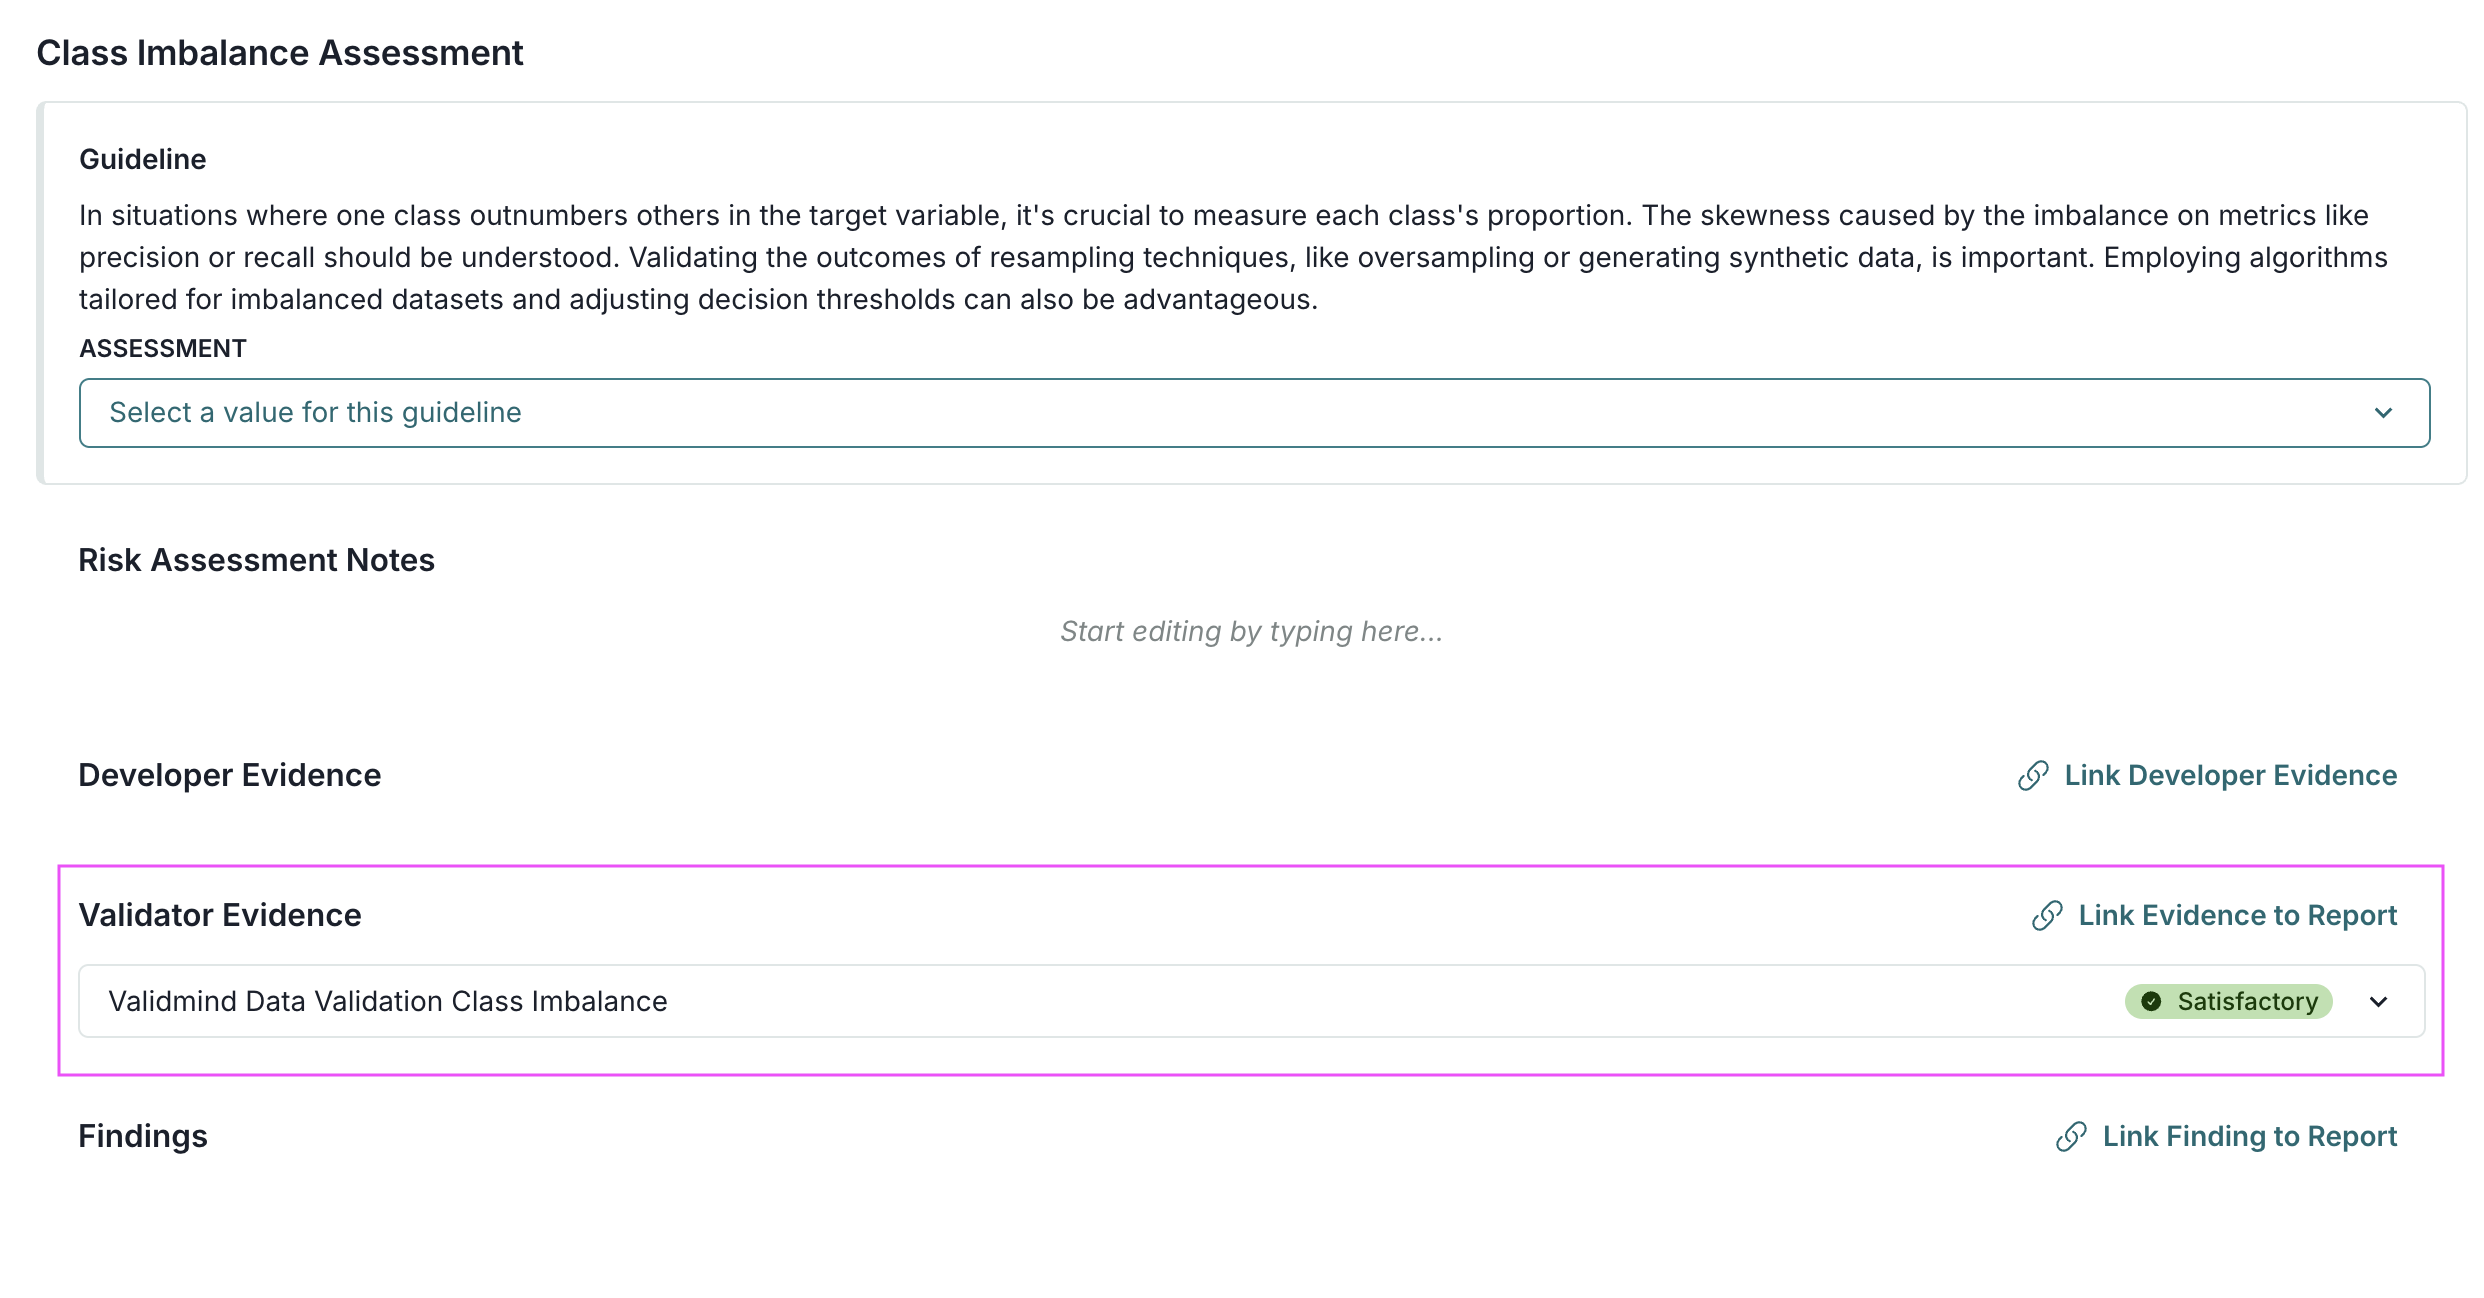 Class Imbalance Assessment
Guideline
In situations where one class outnumbers others in the target variable, it's crucial to measure each class's proportion. The skewness caused by the imbalance on metrics like
precision or recall should be understood. Validating the outcomes of resampling techniques, like oversampling or generating synthetic data, is important. Employing algorithms
tailored for imbalanced datasets and adjusting decision thresholds can also be advantageous.
ASSESSMENT
Select a value for this guideline
Risk Assessment Notes
Start editing by typing here...
Developer Evidence
Link Developer Evidence
Validator Evidence
Link Evidence to Report
Validmind Data Validation Class Imbalance
Satisfactory
Findings
Link Finding to Report